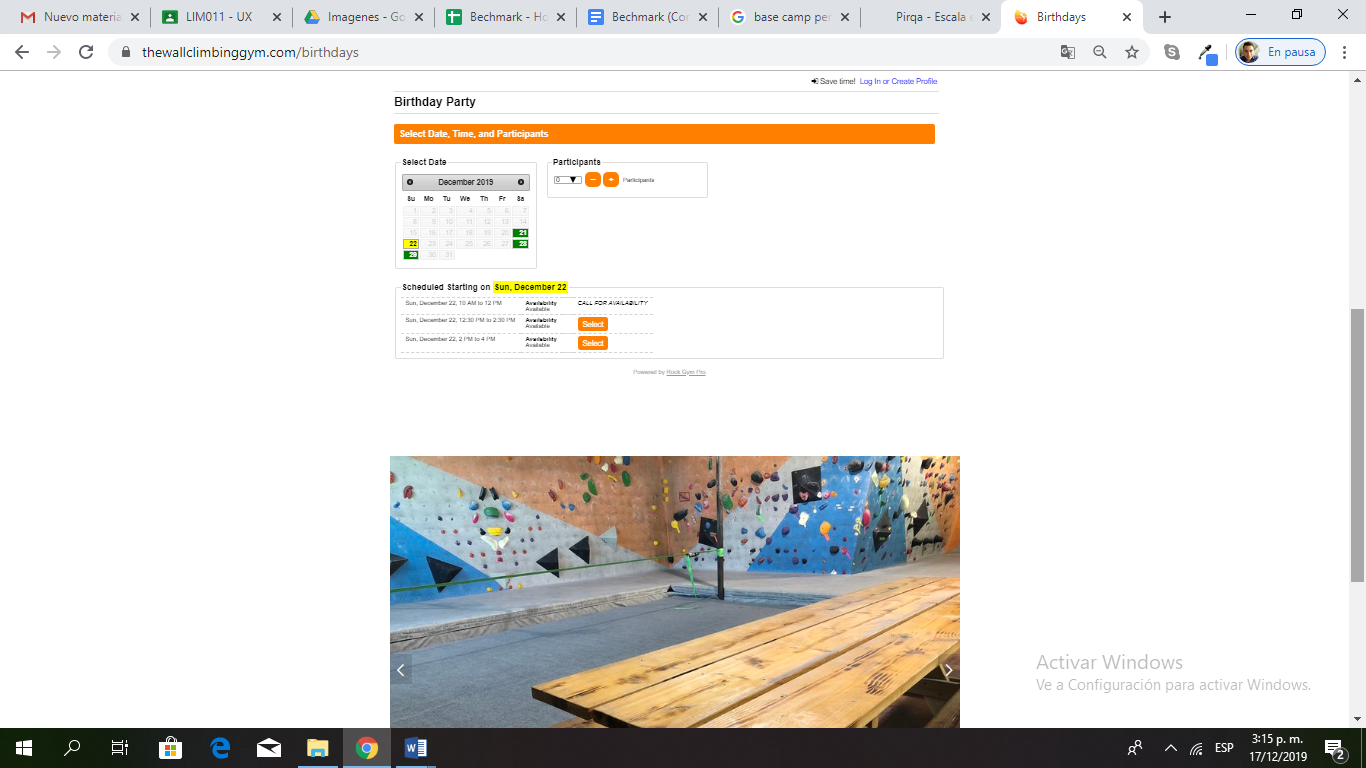 Nuevo materia
LIM011 - UX
Imagenes - Go
Bechmark - Ho
Bechmark (Cor
base camp per
Pirqa - Escala e
Birthdays
thewallclimbinggym.com/birthdays
En pausa
Save time! Log In or Create Profile
Birthday Party
Select Date, Time, and Participants
Select Date
Participants
December 2019
0
Participants
Su Mo Tu We Th Fr Sa
1 2 3 4 5 6 7
8 9 10 11 12 13 14
15 16 17 18 19 20 21
22 23 24 25 26 27 28
29 30 31
Scheduled Starting on Sun, December 22
Sun, December 22, 10 AM to 12 PM Availability CALL FOR AVAILABILITY
Available
Sun, December 22, 12:30 PM to 2:30 PM Availability Select
Available
Sun, December 22, 2 PM to 4 PM Availability Select
Available
Powered by Rock Gym Pro
Activar Windows
Ve a Configuración para activar Windows.
ESP
3:15 p. m.
17/12/2019
2